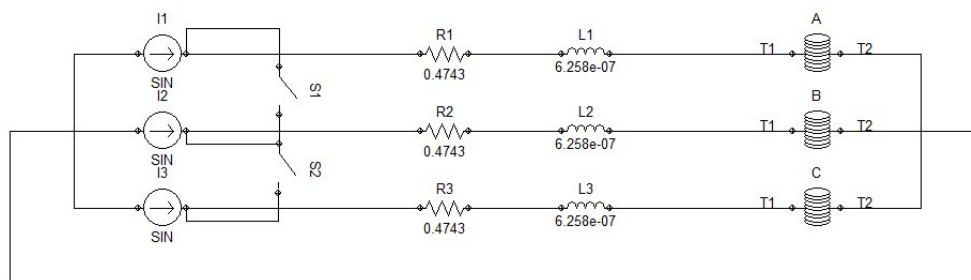 I1 R1 L1 A
T1 T2
SIN 0.4743 6.258e-07
S1
I2 R2 L2 B
T1 T2
SIN 0.4743 6.258e-07
S2
I3 R3 L3 C
T1 T2
SIN 0.4743 6.258e-07